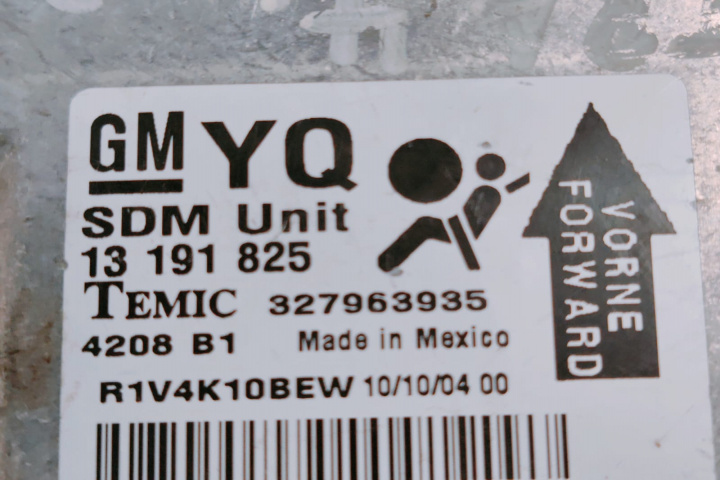 GM YQ
SDM Unit
13 191 825
TEMIC 327963935
4208 B1 Made in Mexico
R1V4K10BEW 10/10/04 00
VORNE
FORWARD